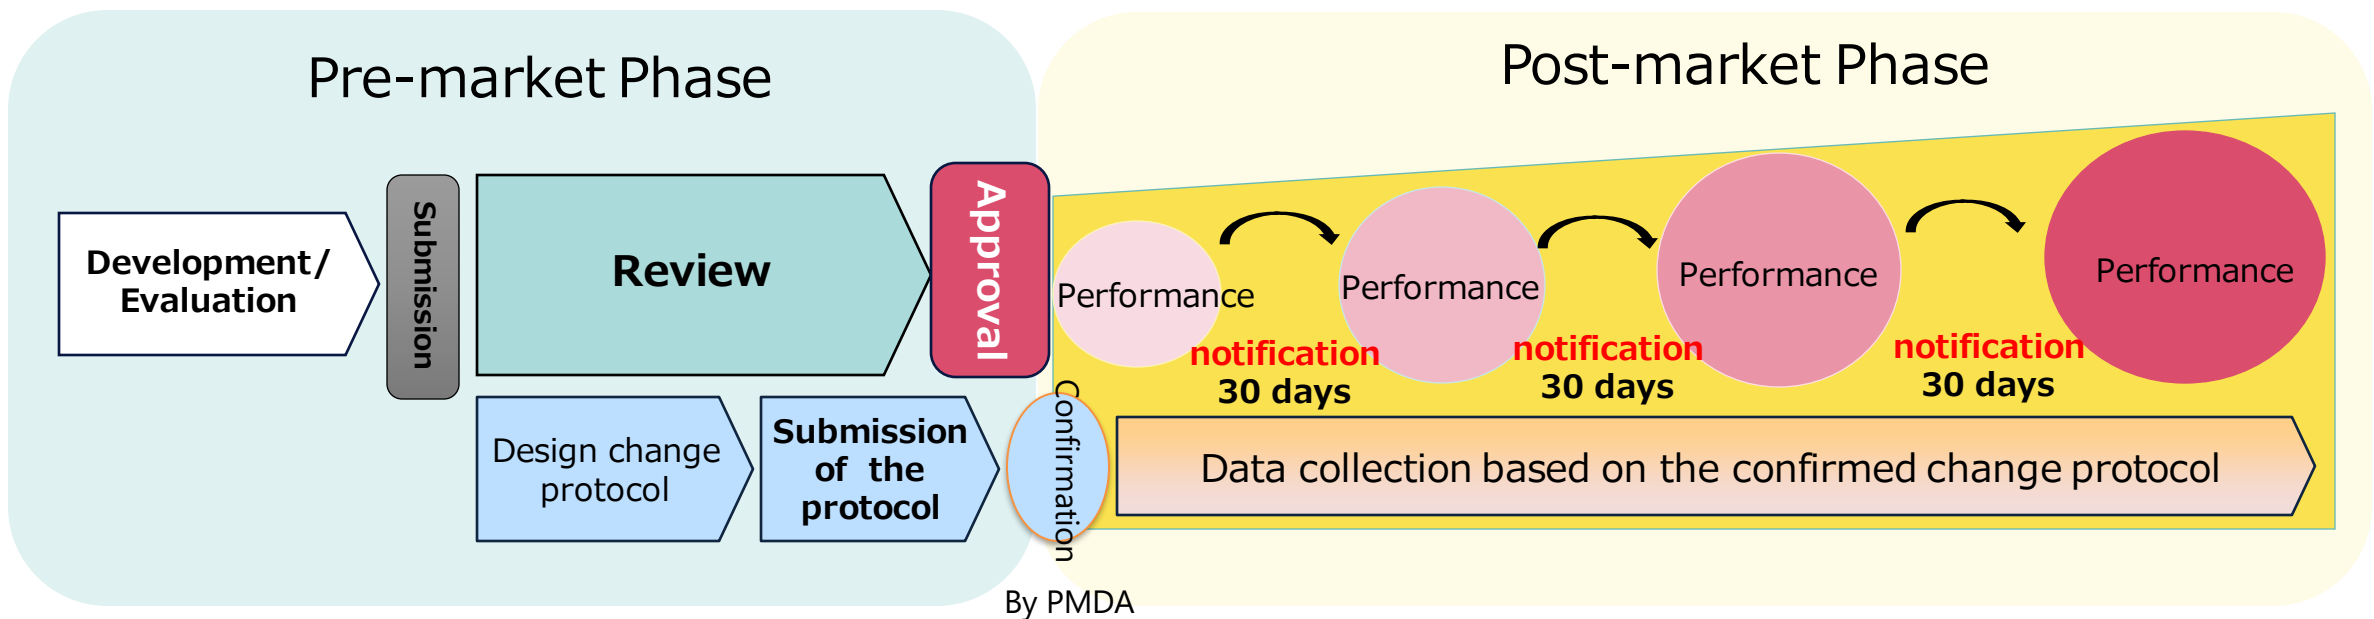 Pre-market Phase
Post-market Phase
Development/
Evaluation
Submission
Review
Approval
Performance
Performance
Performance
Performance
notification
30 days
notification
30 days
notification
30 days
Design change
protocol
Submission
of the
protocol
Confirmation
Data collection based on the confirmed change protocol
By PMDA